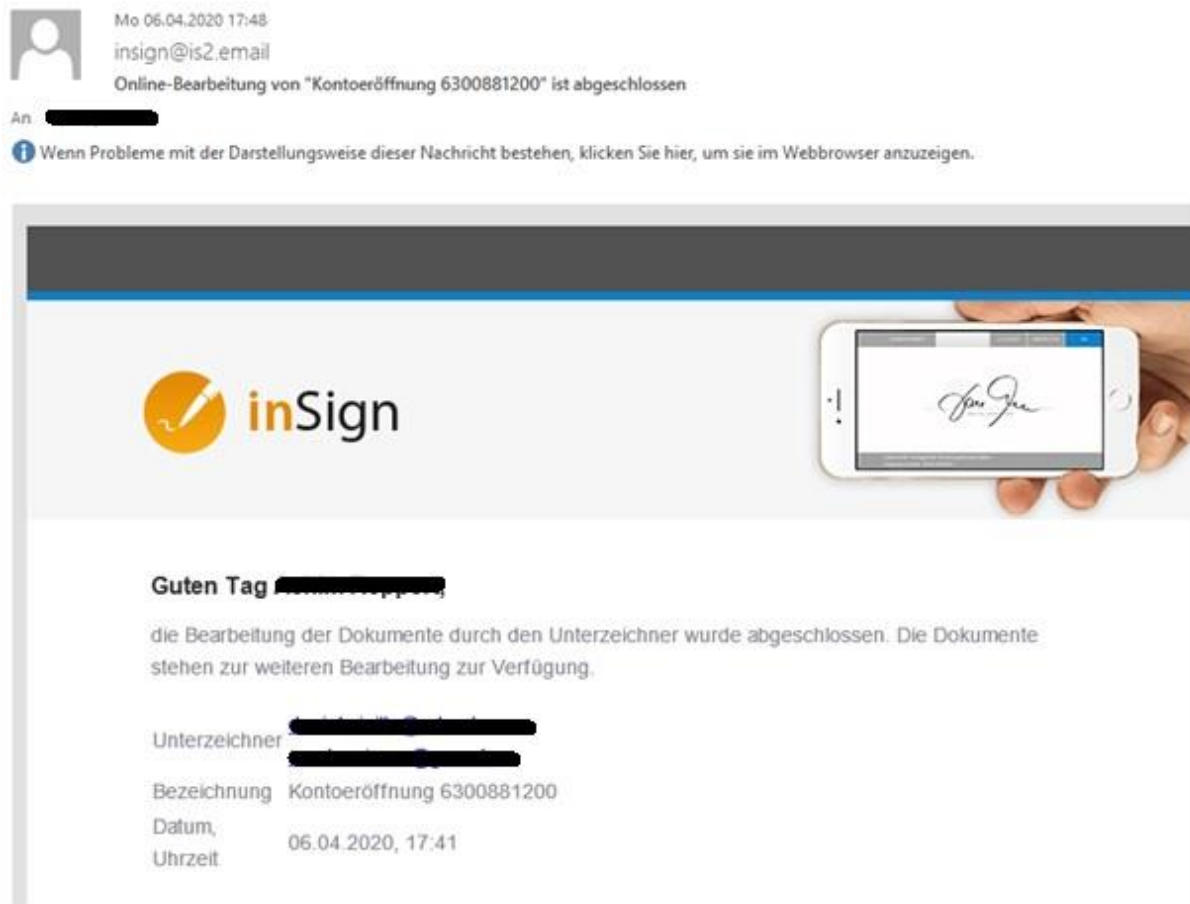 Mo 06.04.2020 17:48
insign@is2.email
Online-Bearbeitung von "Kontoeröffnung 6300881200" ist abgeschlossen
An
Wenn Probleme mit der Darstellungsweise dieser Nachricht bestehen, klicken Sie hier, um sie im Webbrowser anzuzeigen.
inSign
Guten Tag
die Bearbeitung der Dokumente durch den Unterzeichner wurde abgeschlossen. Die Dokumente
stehen zur weiteren Bearbeitung zur Verfügung.
Unterzeichner
Bezeichnung Kontoeröffnung 6300881200
Datum,
Uhrzeit
06.04.2020, 17:41